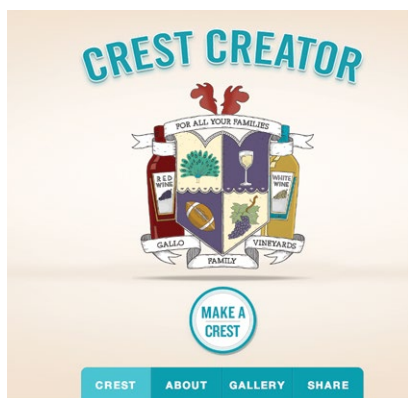 CREST CREATOR
FOR ALL YOUR FAMILIES
RED
WINE
WHITE
WINE
GALLO
FAMILY
VINEYARDS
MAKE A
CREST
CREST ABOUT GALLERY SHARE